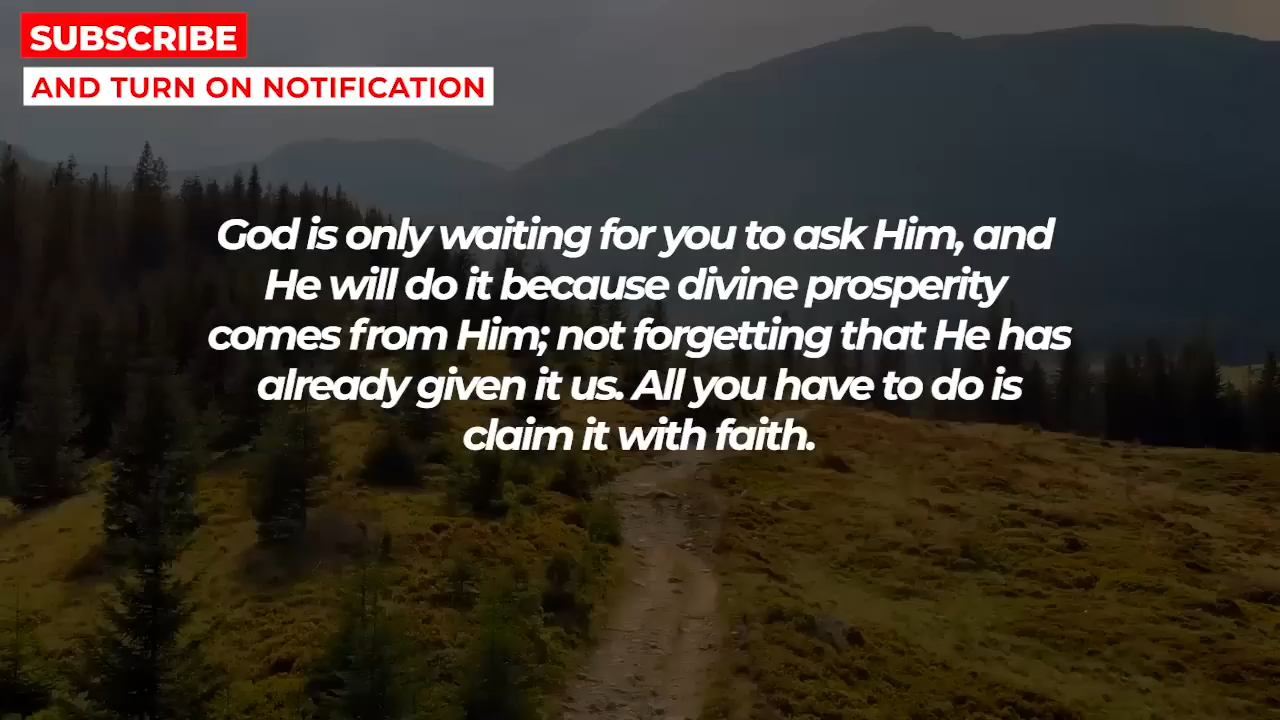 SUBSCRIBE
AND TURN ON NOTIFICATION
God is only waiting for you to ask Him, and
He will do it because divine prosperity
comes from Him; not forgetting that He has
already given it us. All you have to do is
claim it with faith.